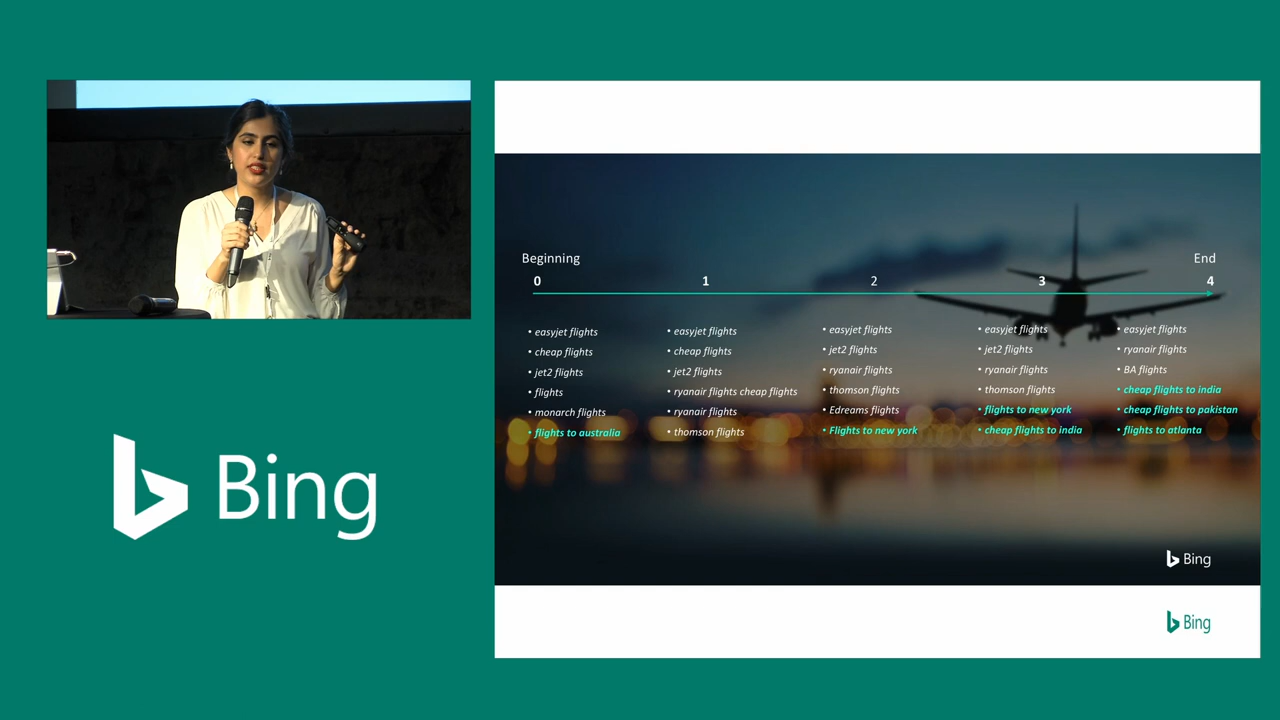 Beginning
End
0
1
2
3
4
• easyjet flights
• cheap flights
• jet2 flights
• flights
• monarch flights
• flights to australia
• easyjet flights
• cheap flights
• jet2 flights
• ryanair flights cheap flights
• ryanair flights
• thomson flights
• easyjet flights
• jet2 flights
• ryanair flights
• thomson flights
• Edreams flights
• Flights to new york
• easyjet flights
• jet2 flights
• ryanair flights
• thomson flights
• flights to new york
• cheap flights to india
• easyjet flights
• ryanair flights
• BA flights
• cheap flights to india
• cheap flights to pakistan
• flights to atlanta
Bing
Bing
Bing